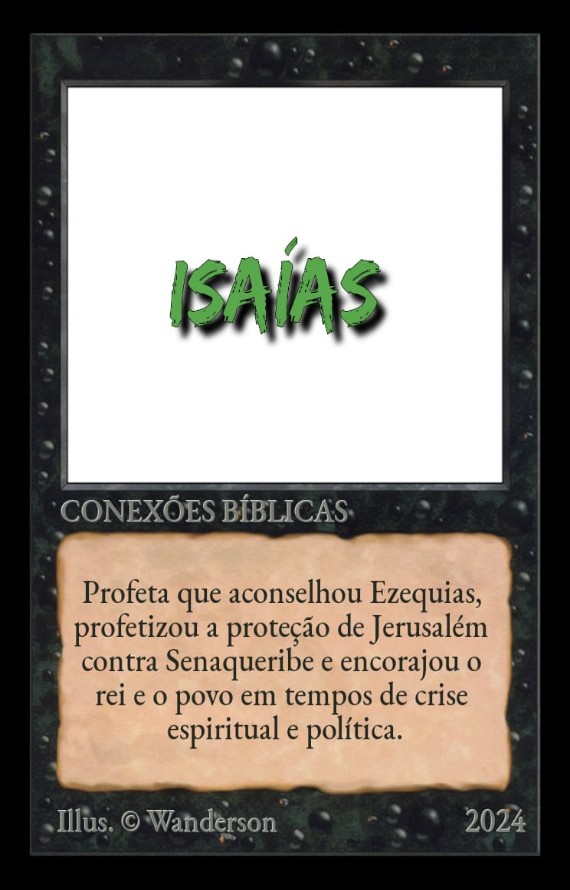 ISAÍAS
CONEXÕES BÍBLICAS
Profeta que aconselhou Ezequias,
profetizou a proteção de Jerusalém
contra Senaqueribe e encorajou o
rei e o povo em tempos de crise
espiritual e política.
Illus. © Wanderson
2024